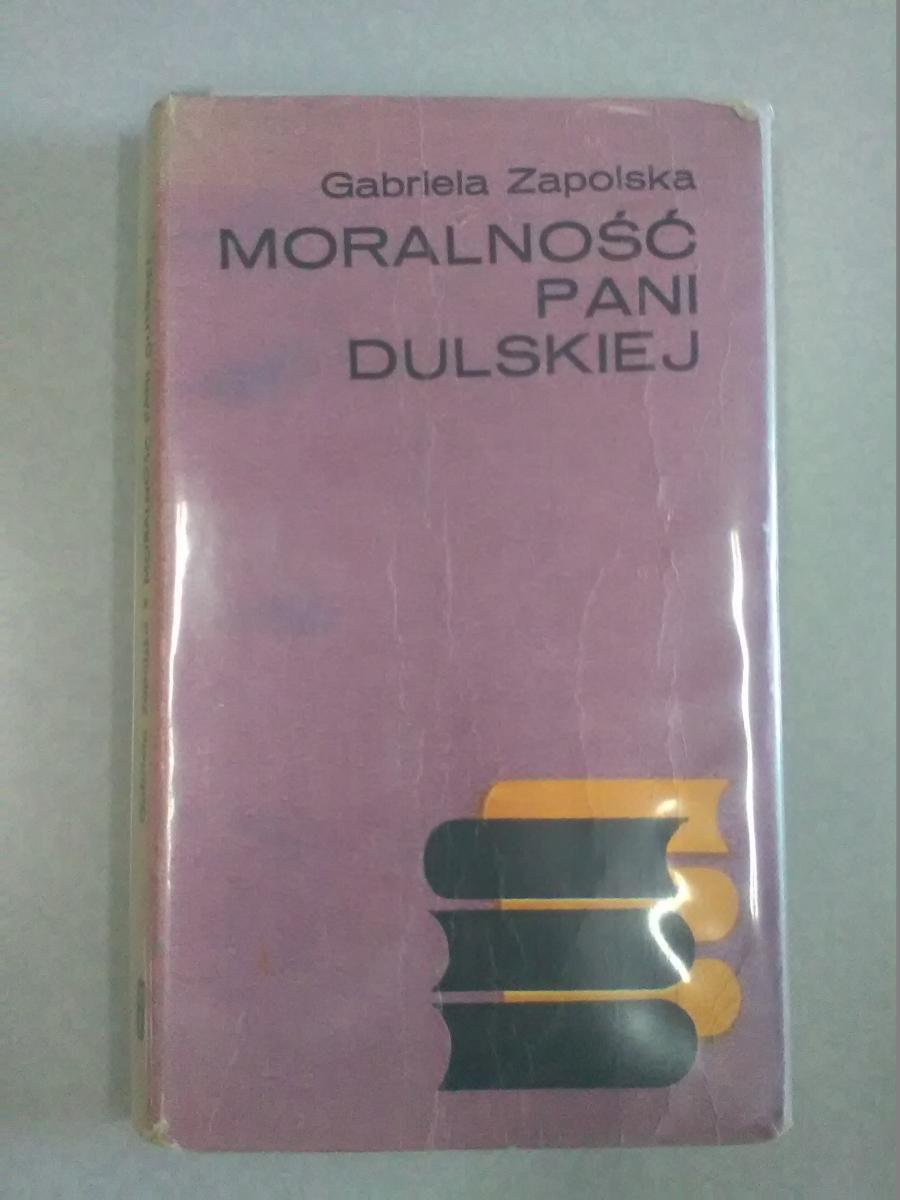 Gabriela Zapolska
MORALNOŚĆ
PANI
DULSKIEJ